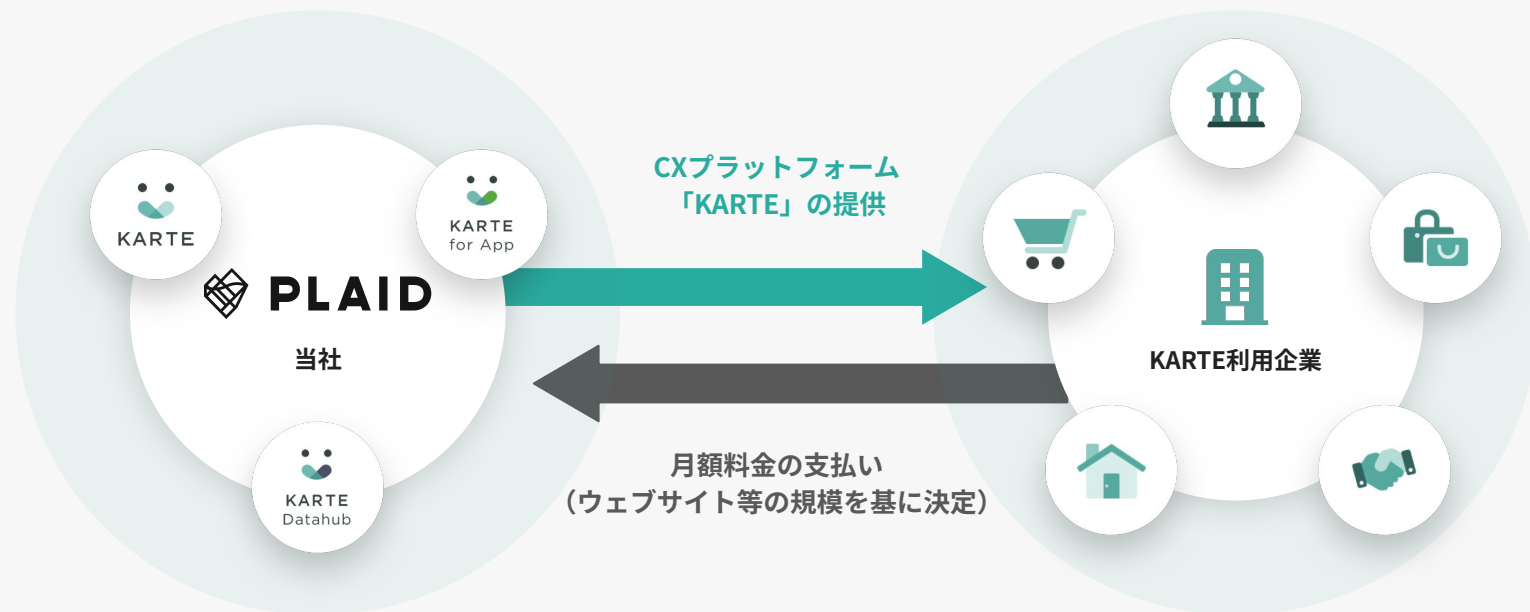 KARTE
KARTE
for App
PLAID
当社
KARTE
Datahub
CXプラットフォーム
「KARTE」の提供
月額料金の支払い
（ウェブサイト等の規模を基に決定）
KARTE利用企業